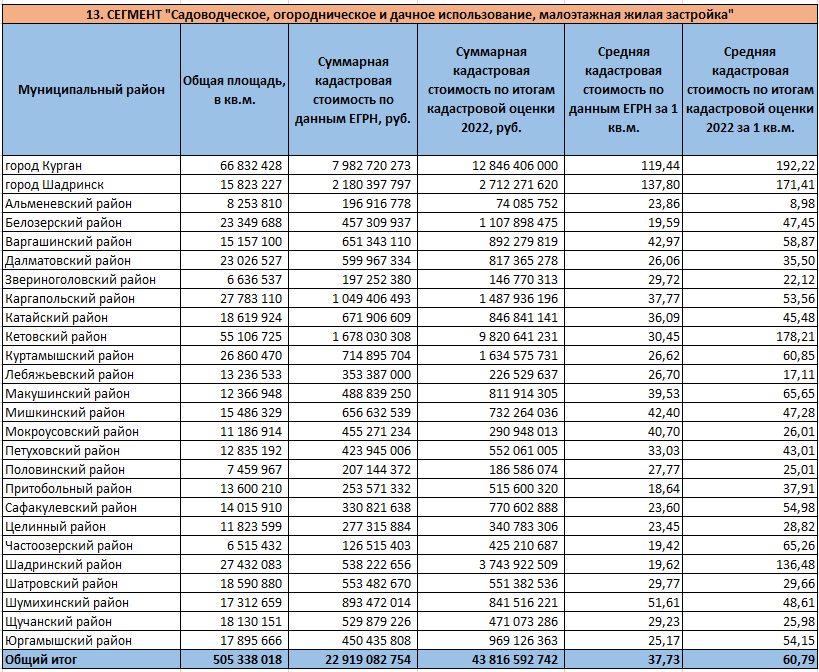 13. СЕГМЕНТ "Садоводческое, огородническое и дачное использование, малоэтажная жилая застройка"
Муниципальный район
Общая площадь,
в кв.м.
Суммарная
кадастровая
стоимость по
данным ЕГРН, руб.
Суммарная
кадастровая
стоимость по итогам
кадастровой оценки
2022, руб.
Средняя
кадастровая
стоимость по
данным ЕГРН за 1
кв.м.
Средняя
кадастровая
стоимость по итогам
кадастровой оценки
2022 за 1 кв.м.
город Курган 66 832 428 7 982 720 273 12 846 406 000 119,44 192,22
город Шадринск 15 823 227 2 180 397 797 2 712 271 620 137,80 171,41
Альменевский район 8 253 810 196 916 778 74 085 752 23,86 8,98
Белозерский район 23 349 688 457 309 937 1 107 898 475 19,59 47,45
Варгашинский район 15 157 100 651 343 110 892 279 819 42,97 58,87
Далматовский район 23 026 527 599 967 334 817 365 278 26,06 35,50
Звериноголовский район 6 636 537 197 252 380 146 770 313 29,72 22,12
Каргапольский район 27 783 110 1 049 406 493 1 487 936 196 37,77 53,56
Катайский район 18 619 924 671 906 609 846 841 141 36,09 45,48
Кетовский район 55 106 725 1 678 030 308 9 820 641 231 30,45 178,21
Куртамышский район 26 860 470 714 895 704 1 634 575 731 26,62 60,85
Лебяжьевский район 13 236 533 353 387 000 226 529 637 26,70 17,11
Макушинский район 12 366 948 488 839 250 811 914 305 39,53 65,65
Мишкинский район 15 486 329 656 632 539 732 264 036 42,40 47,28
Мокроусовский район 11 186 914 455 271 234 290 948 013 40,70 26,01
Петуховский район 12 835 192 423 945 006 552 061 005 33,03 43,01
Половинский район 7 459 967 207 144 372 186 586 074 27,77 25,01
Притобольный район 13 600 210 253 571 332 515 600 320 18,64 37,91
Сафакулевский район 14 015 910 330 821 638 770 602 888 23,60 54,98
Целинный район 11 823 599 277 315 884 340 783 306 23,45 28,82
Частоозерский район 6 515 432 126 515 403 425 210 687 19,42 65,26
Шадринский район 27 432 083 538 222 656 3 743 922 509 19,62 136,48
Шатровский район 18 590 880 553 482 670 551 382 536 29,77 29,66
Шумихинский район 17 312 659 893 472 014 841 516 221 51,61 48,61
Щучанский район 18 130 151 529 879 226 471 073 286 29,23 25,98
Юргамышский район 17 895 666 450 435 808 969 126 363 25,17 54,15
Общий итог 505 338 018 22 919 082 754 43 816 592 742 37,73 60,79